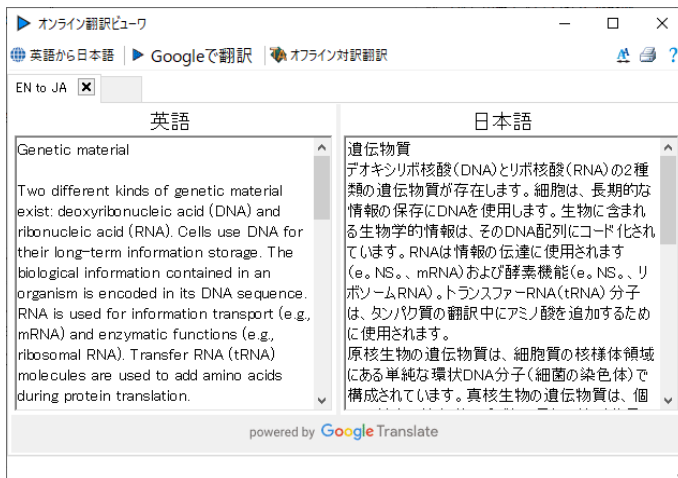 オンライン翻訳ビューワ
英語から日本語
Googleで翻訳
オフライン対訳翻訳
?
EN to JA
英語
Genetic material
Two different kinds of genetic material
exist: deoxyribonucleic acid (DNA) and
ribonucleic acid (RNA). Cells use DNA for
their long-term information storage. The
biological information contained in an
organism is encoded in its DNA sequence.
RNA is used for information transport (e.g.,
mRNA) and enzymatic functions (e.g.,
ribosomal RNA). Transfer RNA (tRNA)
molecules are used to add amino acids
during protein translation.
日本語
遺伝物質
デオキシリボ核酸(DNA)とリボ核酸(RNA)の2種
類の遺伝物質が存在します。細胞は、長期的な
情報の保存にDNAを使用します。生物に含まれ
る生物学的情報は、そのDNA配列にコード化され
ています。RNAは情報の伝達に使用されます
(e。NS。、mRNA)および酵素機能(e。NS。、リ
ボソームRNA)。トランスファーRNA(tRNA)分子
は、タンパク質の翻訳中にアミノ酸を追加するため
に使用されます。
原核生物の遺伝物質は、細胞質の核様体領域
にある単純な環状DNA分子(細菌の染色体)で
構成されています。真核生物の遺伝物質は、個
powered by Google Translate